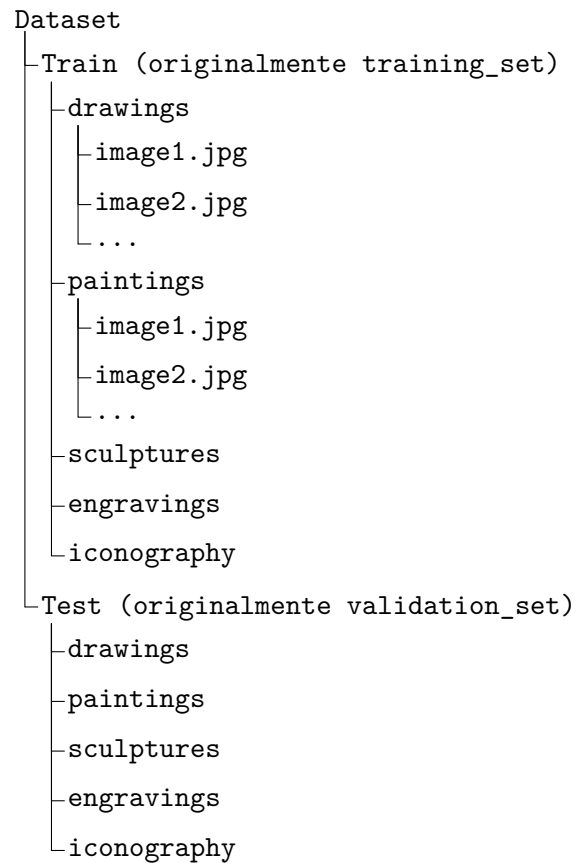 Dataset
Train (originalmente training_set)
drawings
image1.jpg
image2.jpg
...
paintings
image1.jpg
image2.jpg
...
sculptures
engravings
iconography
Test (originalmente validation_set)
drawings
paintings
sculptures
engravings
iconography